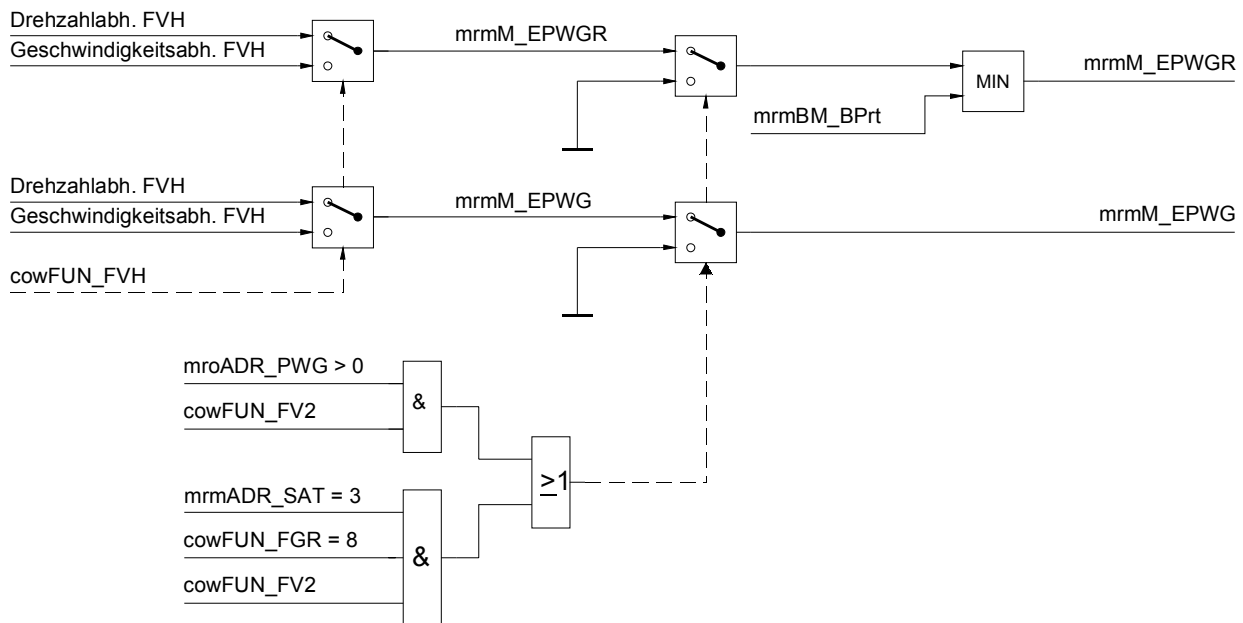 Drehzahlabh. FVH
Geschwindigkeitsabh. FVH
mrmM_EPWGR
mrmM_EPWGR
MIN
mrmBM_BPrt
Drehzahlabh. FVH
Geschwindigkeitsabh. FVH
mrmM_EPWG
mrmM_EPWG
cowFUN_FVH
mroADR_PWG > 0
&
cowFUN_FV2
≥1
mrmADR_SAT = 3
cowFUN_FGR = 8
&
cowFUN_FV2